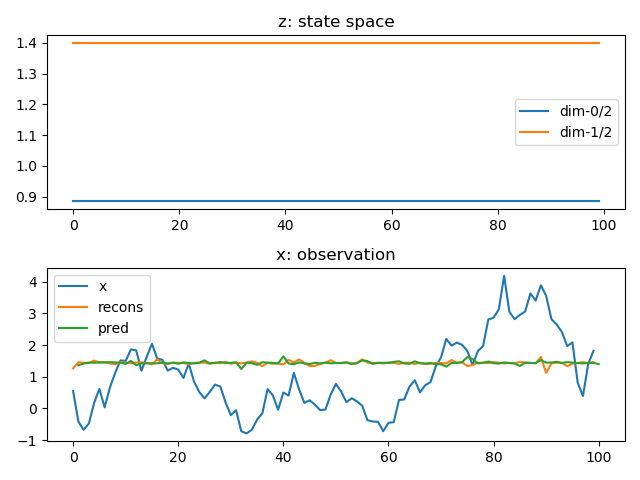 z: state space
1.4
1.3
1.2
1.1
1.0
0.9
dim-0/2
dim-1/2
0 20 40 60 80 100
x: observation
4
3
2
1
0
−1
x
recons
pred
0 20 40 60 80 100